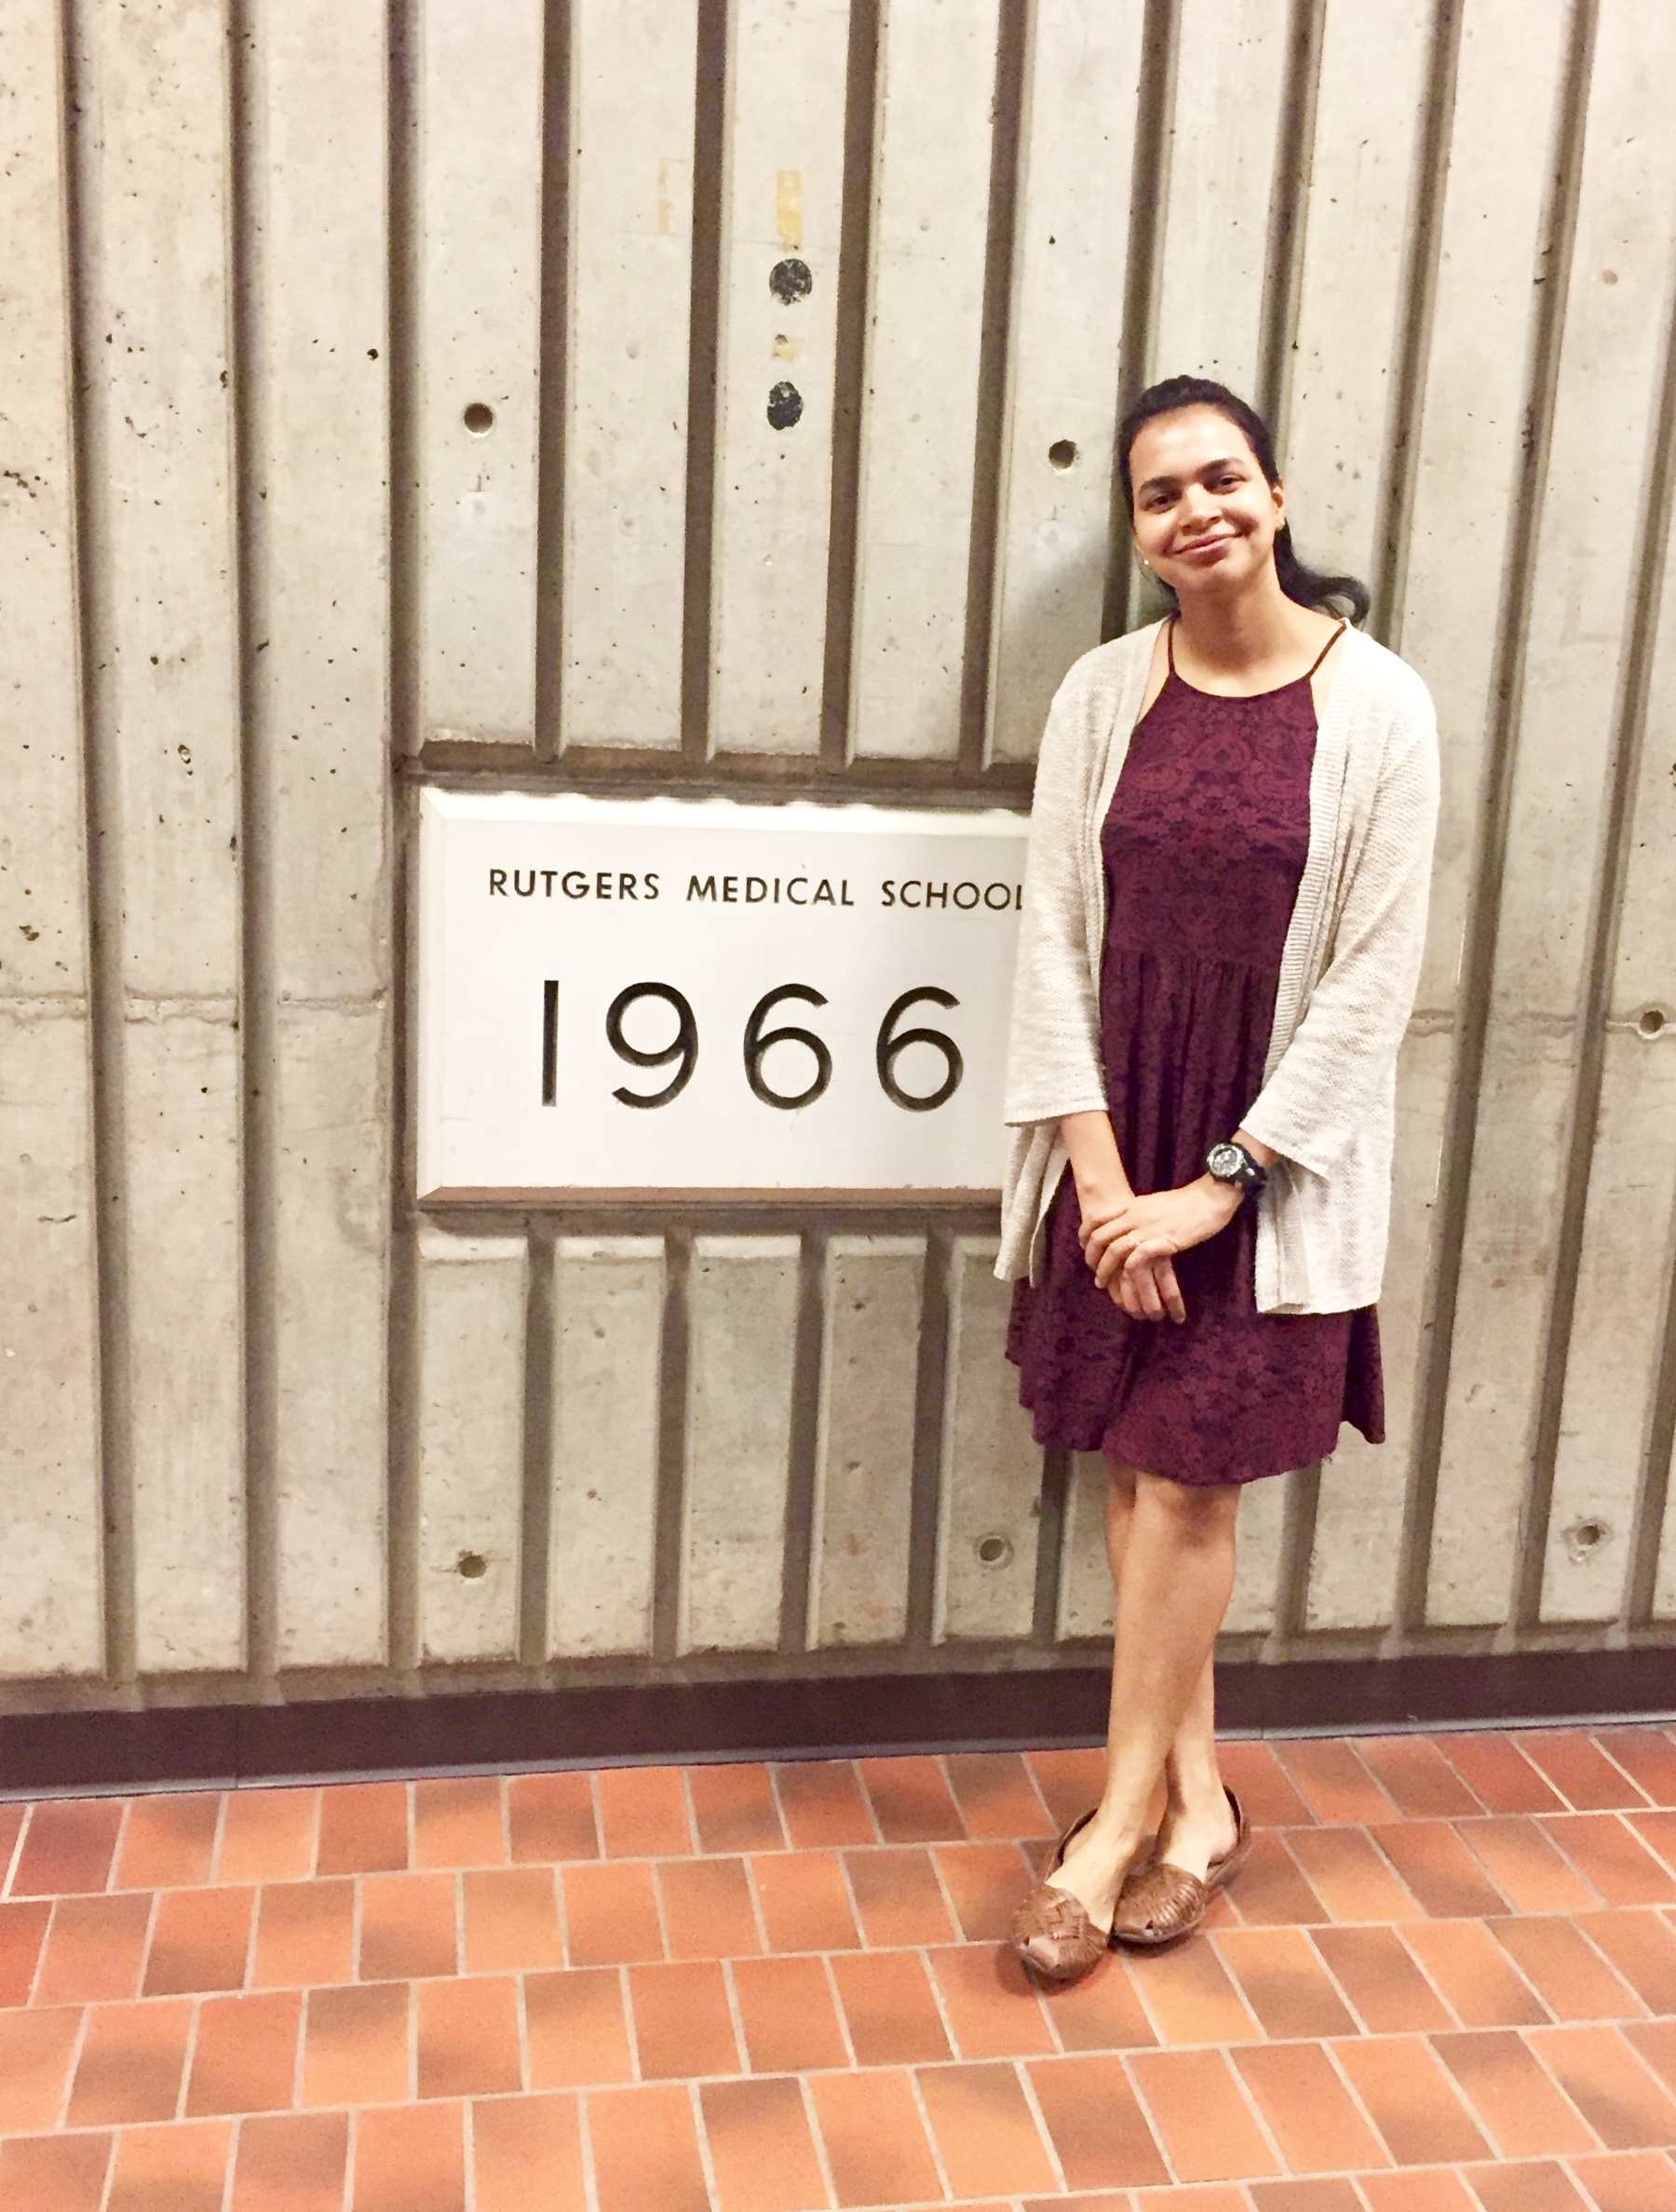 RUTGERS MEDICAL SCHOOL
1966